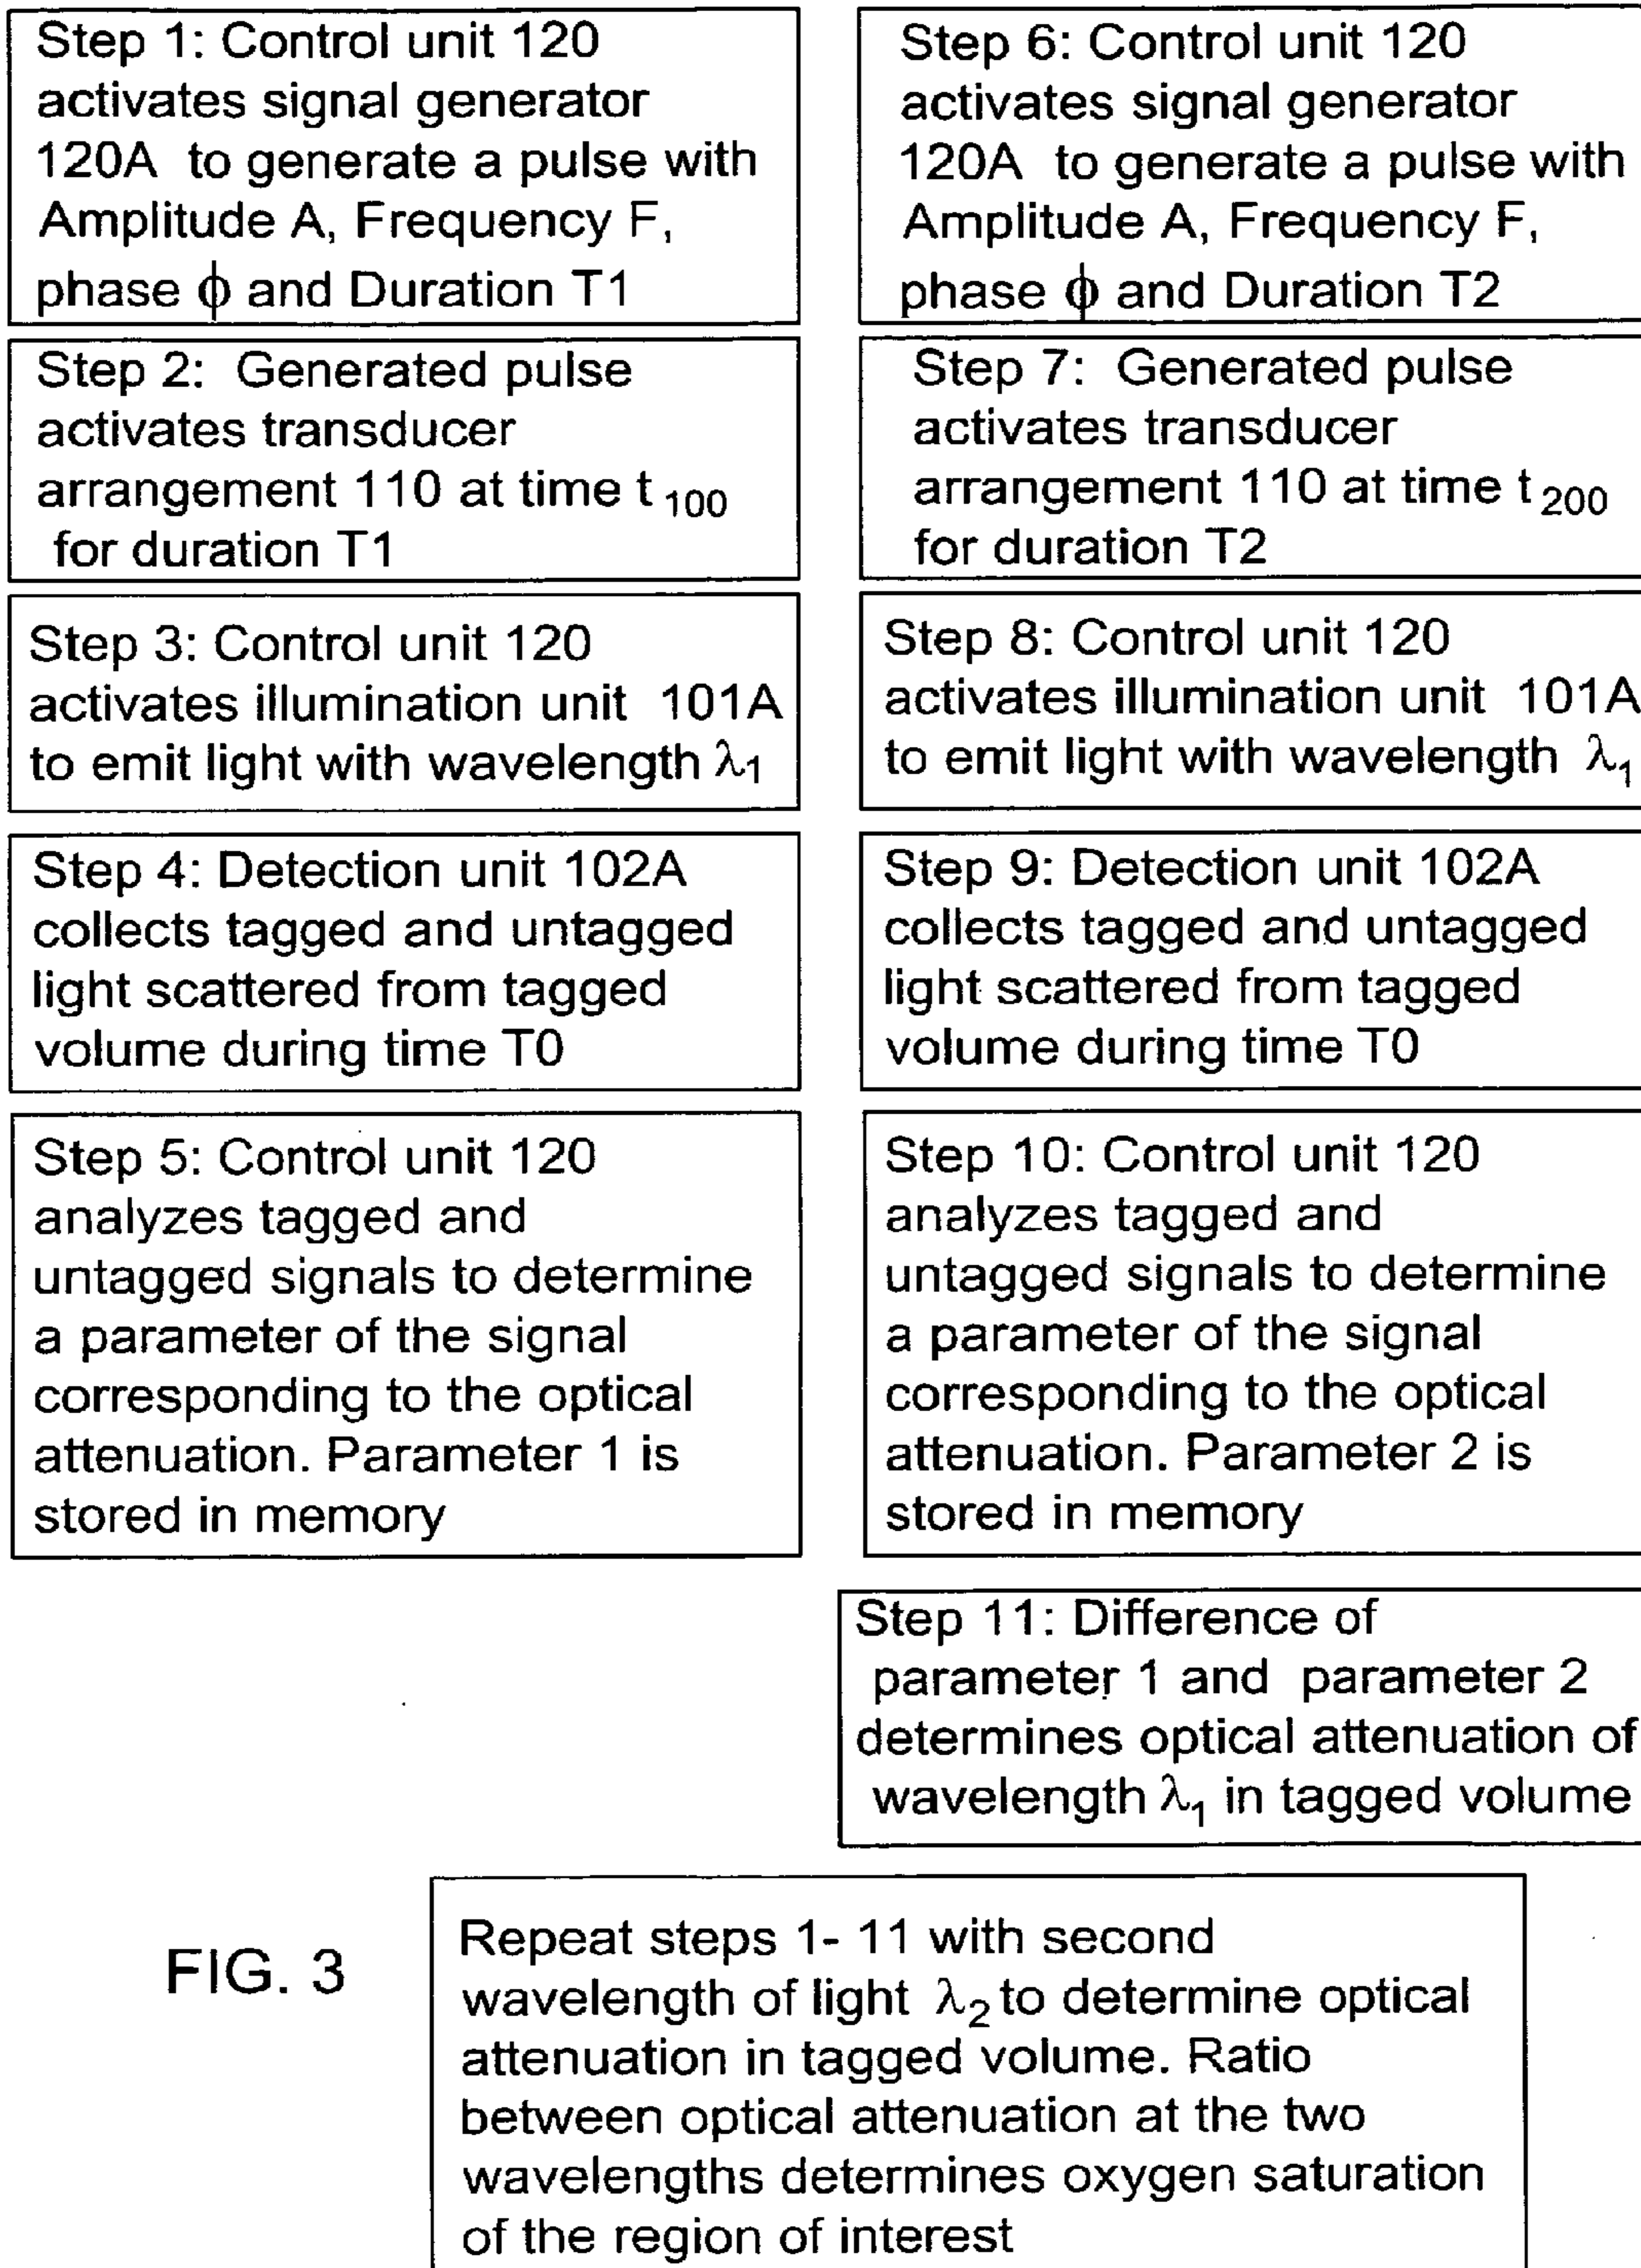 Step 1: Control unit 120
activates signal generator
120A to generate a pulse with
Amplitude A, Frequency F,
phase ϕ and Duration T1
Step 2: Generated pulse
activates transducer
arrangement 110 at time t100
for duration T1
Step 3: Control unit 120
activates illumination unit 101A
to emit light with wavelength λ1
Step 4: Detection unit 102A
collects tagged and untagged
light scattered from tagged
volume during time T0
Step 5: Control unit 120
analyzes tagged and
untagged signals to determine
a parameter of the signal
corresponding to the optical
attenuation. Parameter 1 is
stored in memory
Step 6: Control unit 120
activates signal generator
120A to generate a pulse with
Amplitude A, Frequency F,
phase ϕ and Duration T2
Step 7: Generated pulse
activates transducer
arrangement 110 at time t200
for duration T2
Step 8: Control unit 120
activates illumination unit 101A
to emit light with wavelength λ1
Step 9: Detection unit 102A
collects tagged and untagged
light scattered from tagged
volume during time T0
Step 10: Control unit 120
analyzes tagged and
untagged signals to determine
a parameter of the signal
corresponding to the optical
attenuation. Parameter 2 is
stored in memory
Step 11: Difference of
parameter 1 and parameter 2
determines optical attenuation of
wavelength λ1 in tagged volume
FIG. 3
Repeat steps 1- 11 with second
wavelength of light λ2 to determine optical
attenuation in tagged volume. Ratio
between optical attenuation at the two
wavelengths determines oxygen saturation
of the region of interest